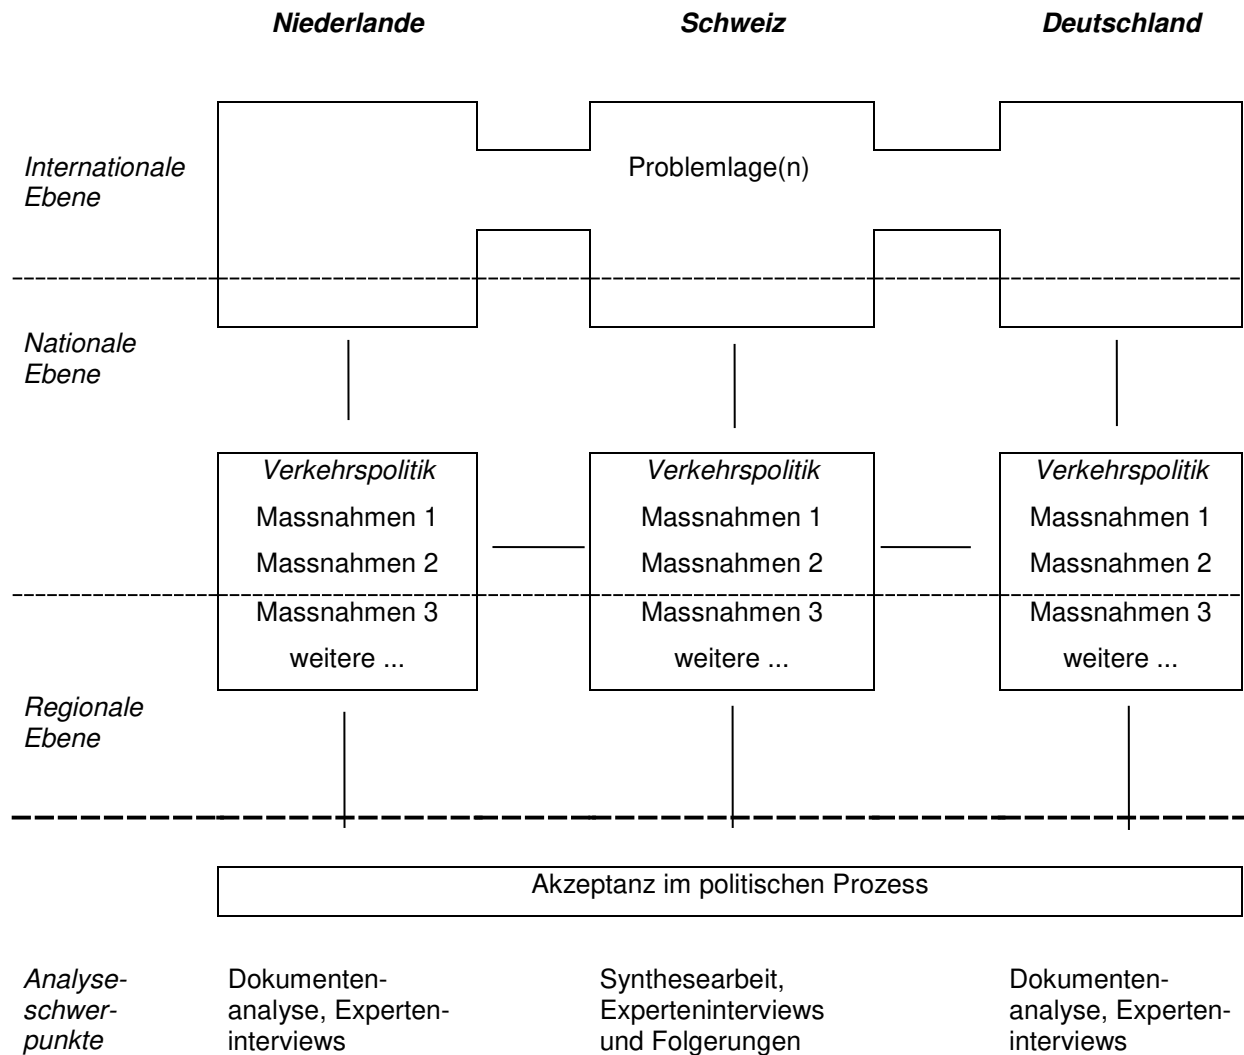 Niederlande Schweiz Deutschland
Internationale
Ebene
Problemlage(n)
Nationale
Ebene
Verkehrspolitik Verkehrspolitik Verkehrspolitik
Massnahmen 1 Massnahmen 1 Massnahmen 1
Massnahmen 2 Massnahmen 2 Massnahmen 2
Massnahmen 3 Massnahmen 3 Massnahmen 3
weitere ... weitere ... weitere ...
Regionale
Ebene
Akzeptanz im politischen Prozess
Analyse-
schwer-
punkte
Dokumenten-
analyse, Experten-
interviews
Synthesearbeit,
Experteninterviews
und Folgerungen
Dokumenten-
analyse, Experten-
interviews